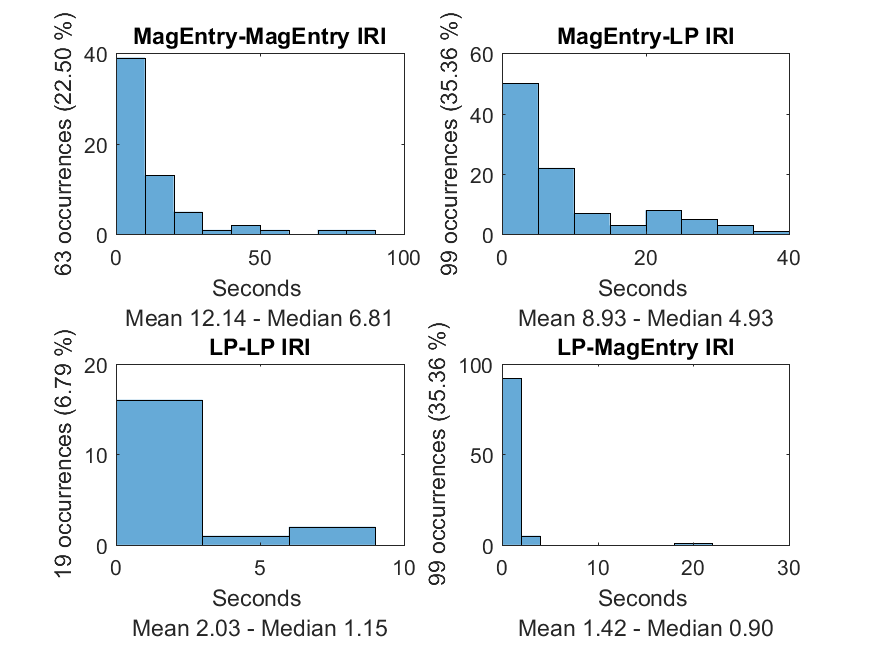 MagEntry-MagEntry IRI
63 occurrences (22.50 %)
40
20
0
0 50 100
Seconds
Mean 12.14 - Median 6.81
MagEntry-LP IRI
99 occurrences (35.36 %)
60
40
20
0
0 20 40
Seconds
Mean 8.93 - Median 4.93
LP-LP IRI
19 occurrences (6.79 %)
20
10
0
0 5 10
Seconds
Mean 2.03 - Median 1.15
LP-MagEntry IRI
99 occurrences (35.36 %)
100
50
0
0 10 20 30
Seconds
Mean 1.42 - Median 0.90